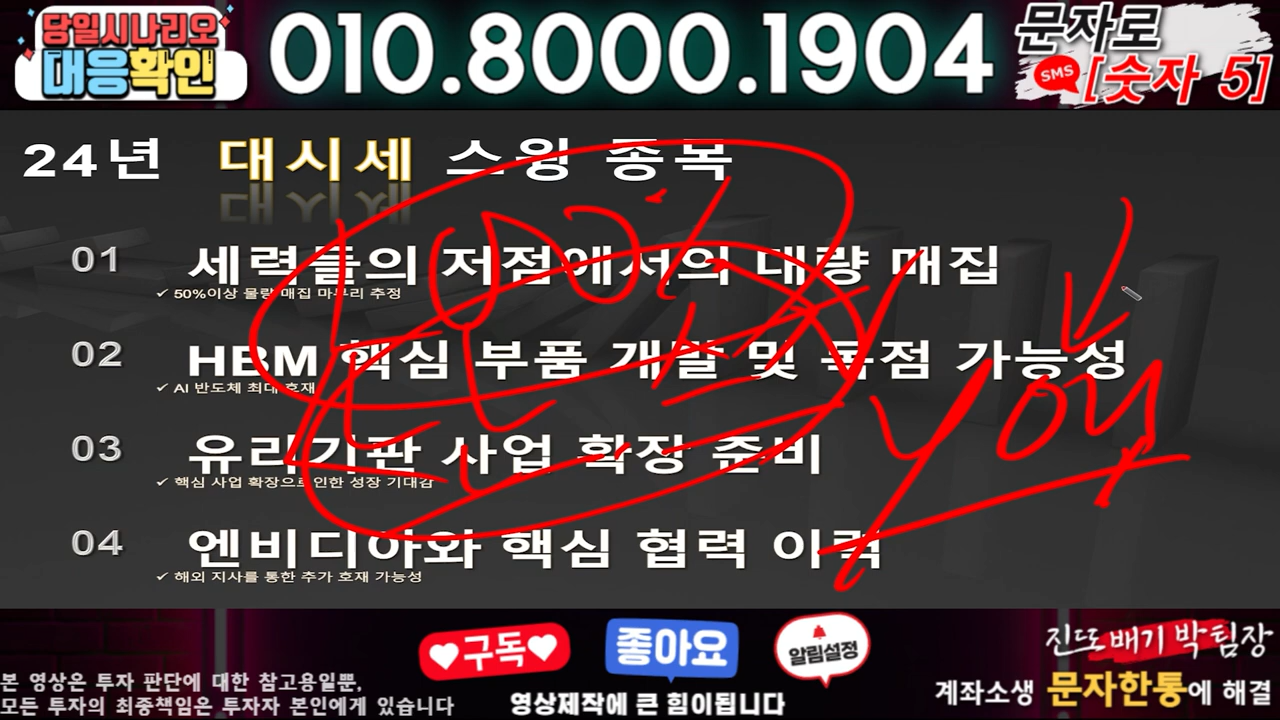 당일시나리오
대응확인
010.8000.1904
문자로
SMS [숫자 5]
24년 대시세 스윙 종목
01 세력들의 저점에서의 대량 매집
✓ 50%이상 물량 매집 마무리 추정
02 HBM 핵심 부품 개발 및 독점 가능성
✓ AI 반도체 최대 호재
03 유리기판 사업 확장 준비
✓ 핵심 사업 확장으로인한 성장 기대감
04 엔비디아와 핵심 협력 이력
✓ 해외 지사를 통한 추가 호재 가능성
구독
좋아요
알림설정
영상제작에 큰 힘이됩니다
본 영상은 투자 판단에 대한 참고용일뿐,
모든 투자의 최종책임은 투자자 본인에게 있습니다
진또배기 박팀장
계좌소생 문자한통에 해결